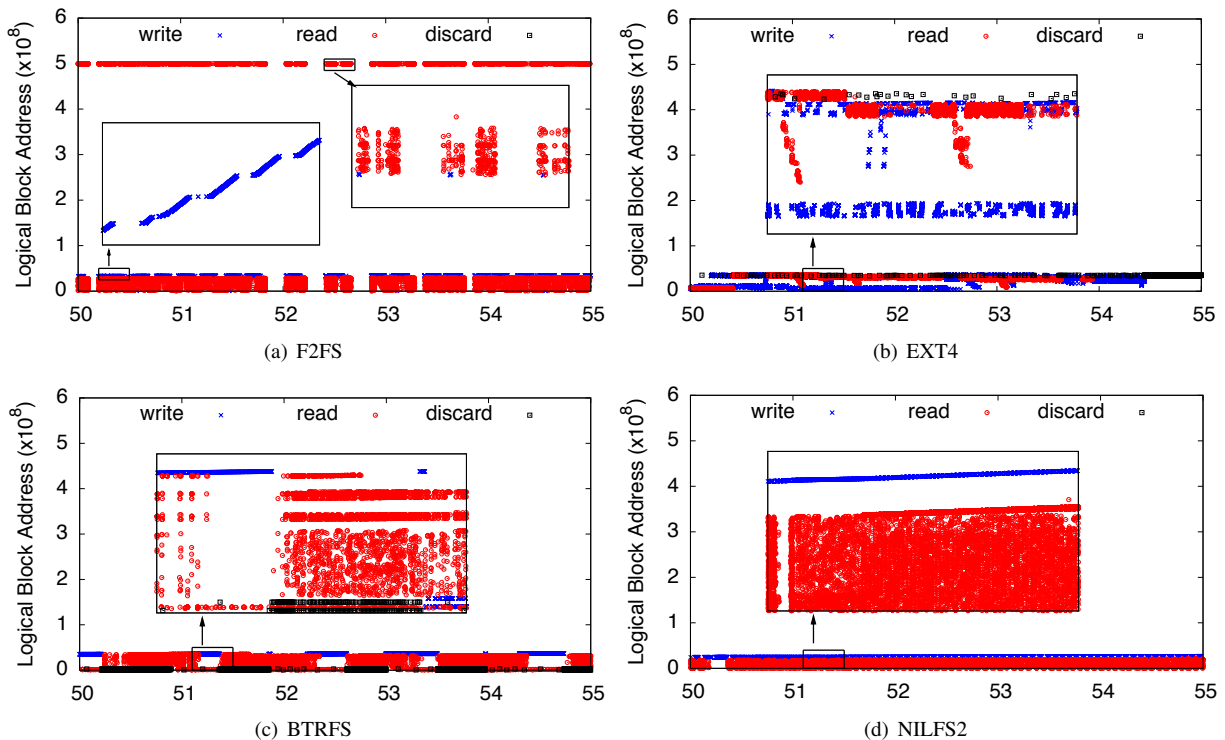 write read discard
Logical Block Address (x10^8)
6
5
4
3
2
1
0
50 51 52 53 54 55
(a) F2FS
write read discard
Logical Block Address (x10^8)
6
5
4
3
2
1
0
50 51 52 53 54 55
(b) EXT4
write read discard
Logical Block Address (x10^8)
6
5
4
3
2
1
0
50 51 52 53 54 55
(c) BTRFS
write read discard
Logical Block Address (x10^8)
6
5
4
3
2
1
0
50 51 52 53 54 55
(d) NILFS2